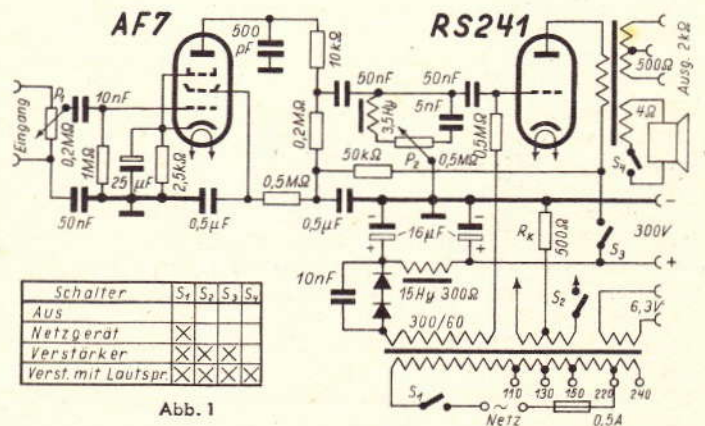 AF7
RS241
500
pF
10kΩ
50nF
50nF
5nF
3,5Hy
P₂
0,2MΩ
50kΩ
0,5MΩ
0,5MΩ
500Ω
Ausg. 2kΩ
4Ω
S₄
Eingang
P₁
10nF
0,2MΩ
1MΩ
25 µF
2,5kΩ
50nF
0,5µF
0,5MΩ
0,5µF
- -
16µF
+ +
Rₖ
500Ω
300V
S₃
-
+
10nF
15Hy 300Ω
S₂
6,3V
300/60
Schalter S₁ S₂ S₃ S₄
Aus
Netzgerät X
Verstärker X X X
Verst. mit Lautspr. X X X X
Abb. 1
S₁
110 130 150 220 240
~
Netz
0.5A